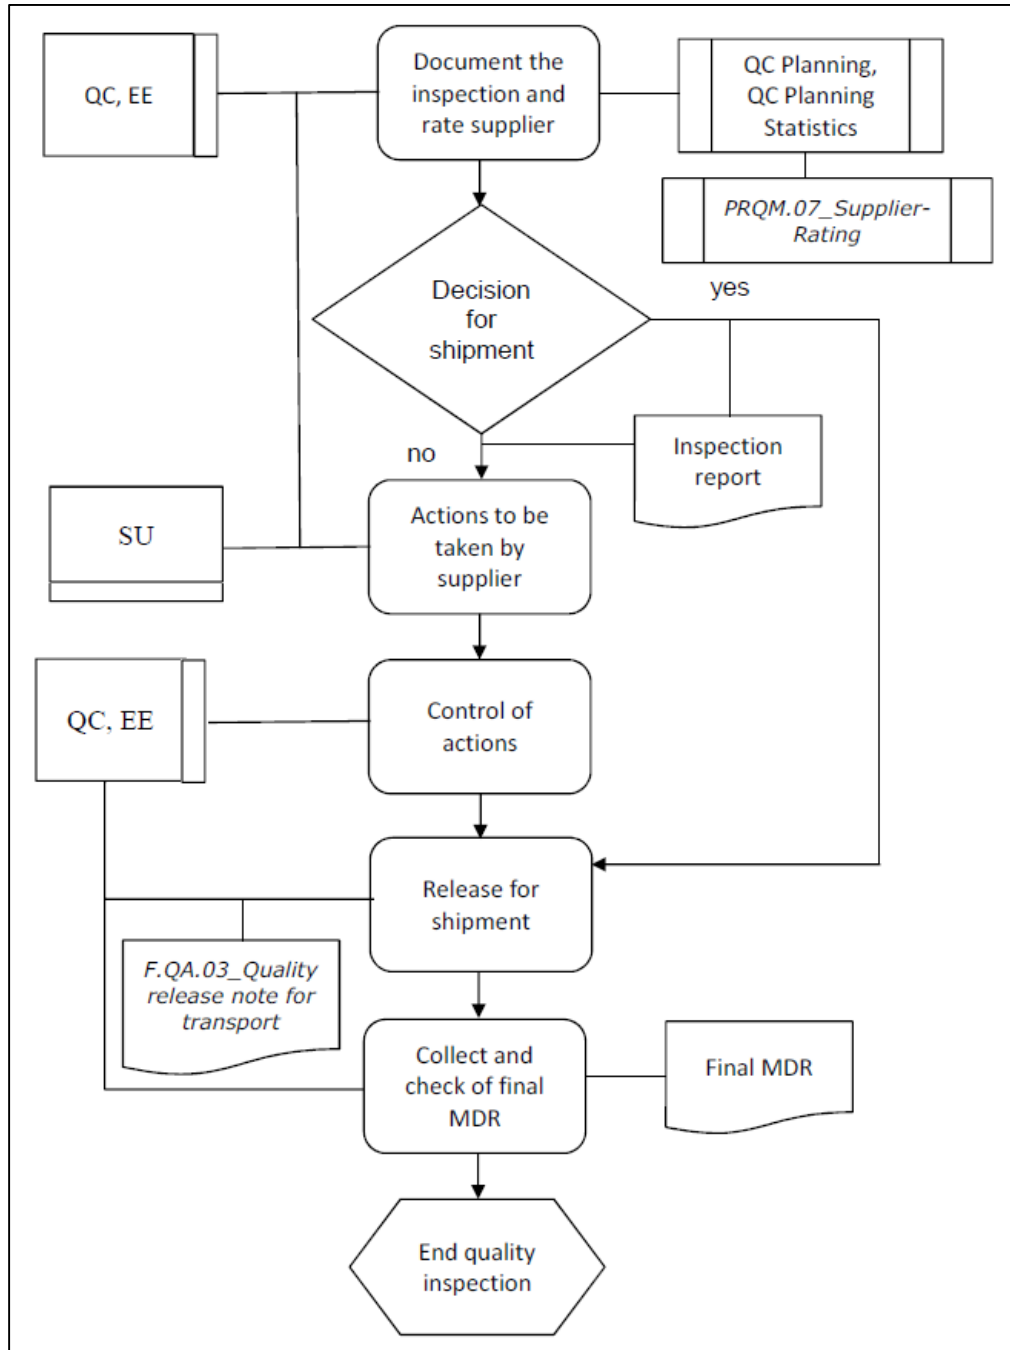 QC, EE
Document the
inspection and
rate supplier
QC Planning,
QC Planning
Statistics
PRQM.07_Supplier-
Rating
yes
Decision
for
shipment
no
Inspection
report
SU
Actions to be
taken by
supplier
QC, EE
Control of
actions
Release for
shipment
F.QA.03_Quality
release note for
transport
Collect and
check of final
MDR
Final MDR
End quality
inspection